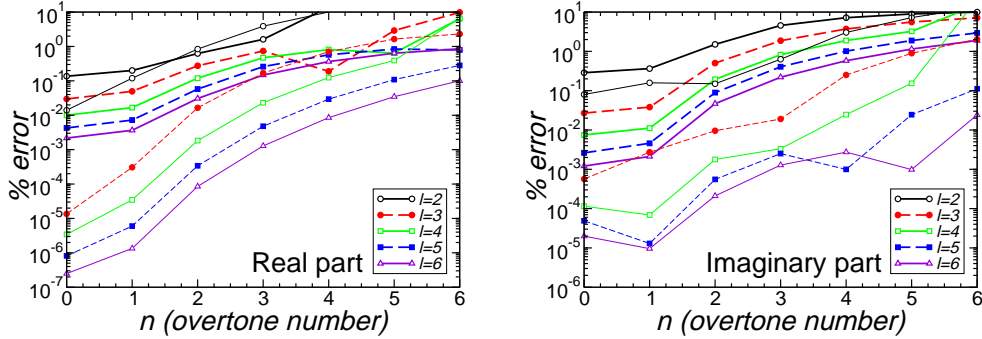 10^1
10^0
10^-1
10^-2
10^-3
10^-4
10^-5
10^-6
10^-7
% error
0 1 2 3 4 5 6
n (overtone number)
Real part
l=2
l=3
l=4
l=5
l=6
10^2
10^1
10^0
10^-1
10^-2
10^-3
10^-4
10^-5
10^-6
% error
0 1 2 3 4 5 6
n (overtone number)
Imaginary part
l=2
l=3
l=4
l=5
l=6